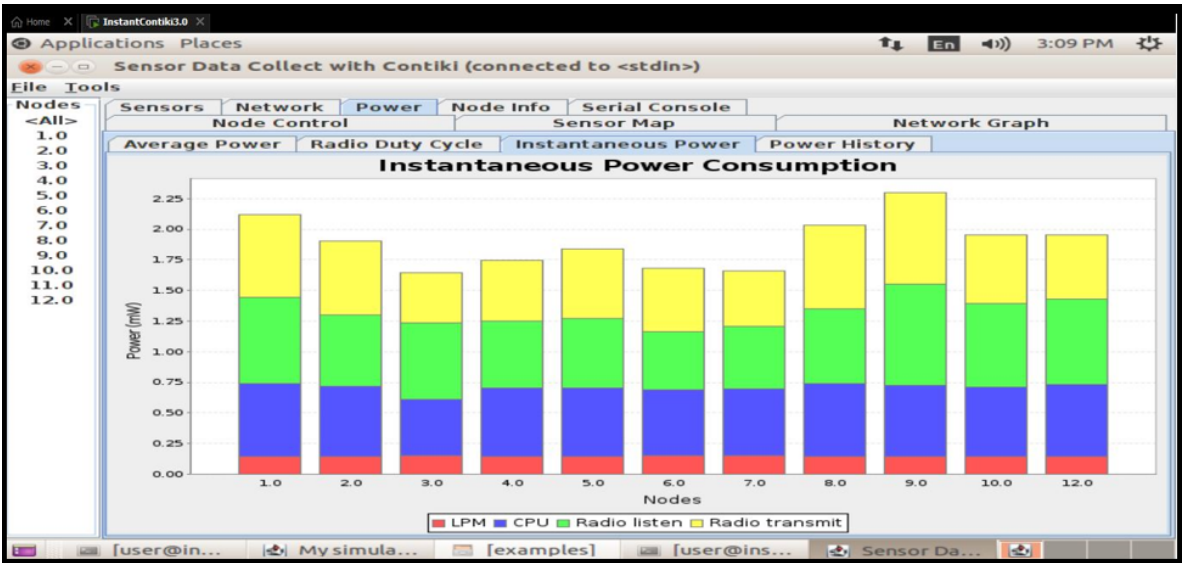 Home X InstantContiki3.0 X
Applications Places En 3:09 PM
Sensor Data Collect with Contiki (connected to <stdin>)
File Tools
Nodes
<All>
1.0
2.0
3.0
4.0
5.0
6.0
7.0
8.0
9.0
10.0
11.0
12.0
Sensors Network Power Node Info Serial Console
Node Control Sensor Map Network Graph
Average Power Radio Duty Cycle Instantaneous Power Power History
Instantaneous Power Consumption
Power (mW)
2.25
2.00
1.75
1.50
1.25
1.00
0.75
0.50
0.25
0.00
1.0 2.0 3.0 4.0 5.0 6.0 7.0 8.0 9.0 10.0 12.0
Nodes
LPM CPU Radio listen Radio transmit
[user@in... My simula... [examples] [user@ins... Sensor Da...